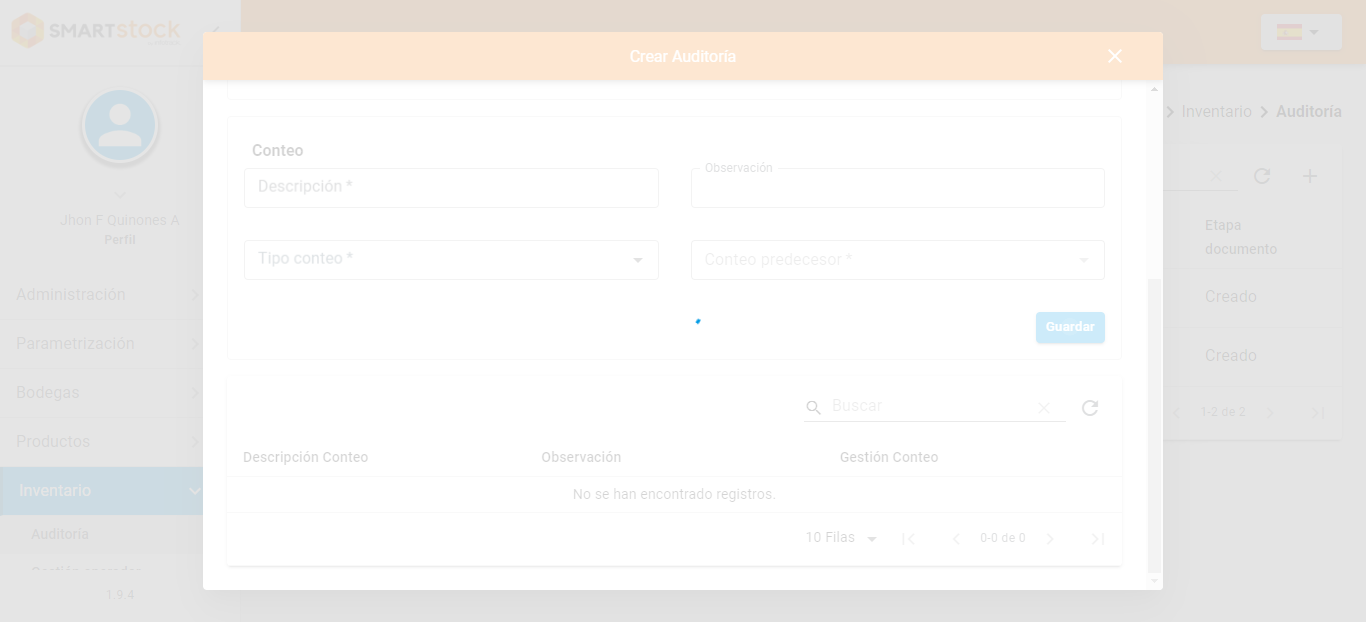 SMARTstock
Crear Auditoría
Inventario
Auditoría
Conteo
Descripción *
Observación
Tipo conteo *
Conteo predecesor *
Guardar
Buscar
Descripción Conteo
Observación
Gestión Conteo
No se han encontrado registros.
10 Filas
0-0 de 0
Jhon F Quinones A
Perfil
Administración
Parametrización
Bodegas
Productos
Inventario
Auditoría
1.9.4
Etapa
documento
Creado
Creado
1-2 de 2